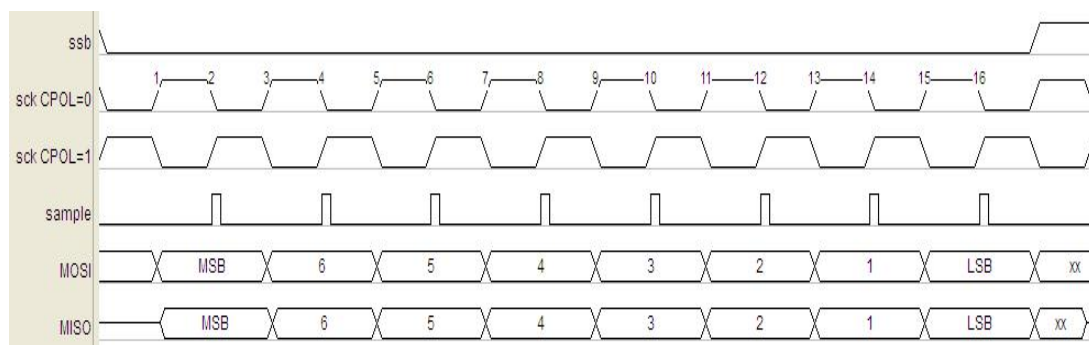 ssb
1 2 3 4 5 6 7 8 9 10 11 12 13 14 15 16
sck CPOL=0
sck CPOL=1
sample
MOSI MSB 6 5 4 3 2 1 LSB xx
MISO MSB 6 5 4 3 2 1 LSB xx